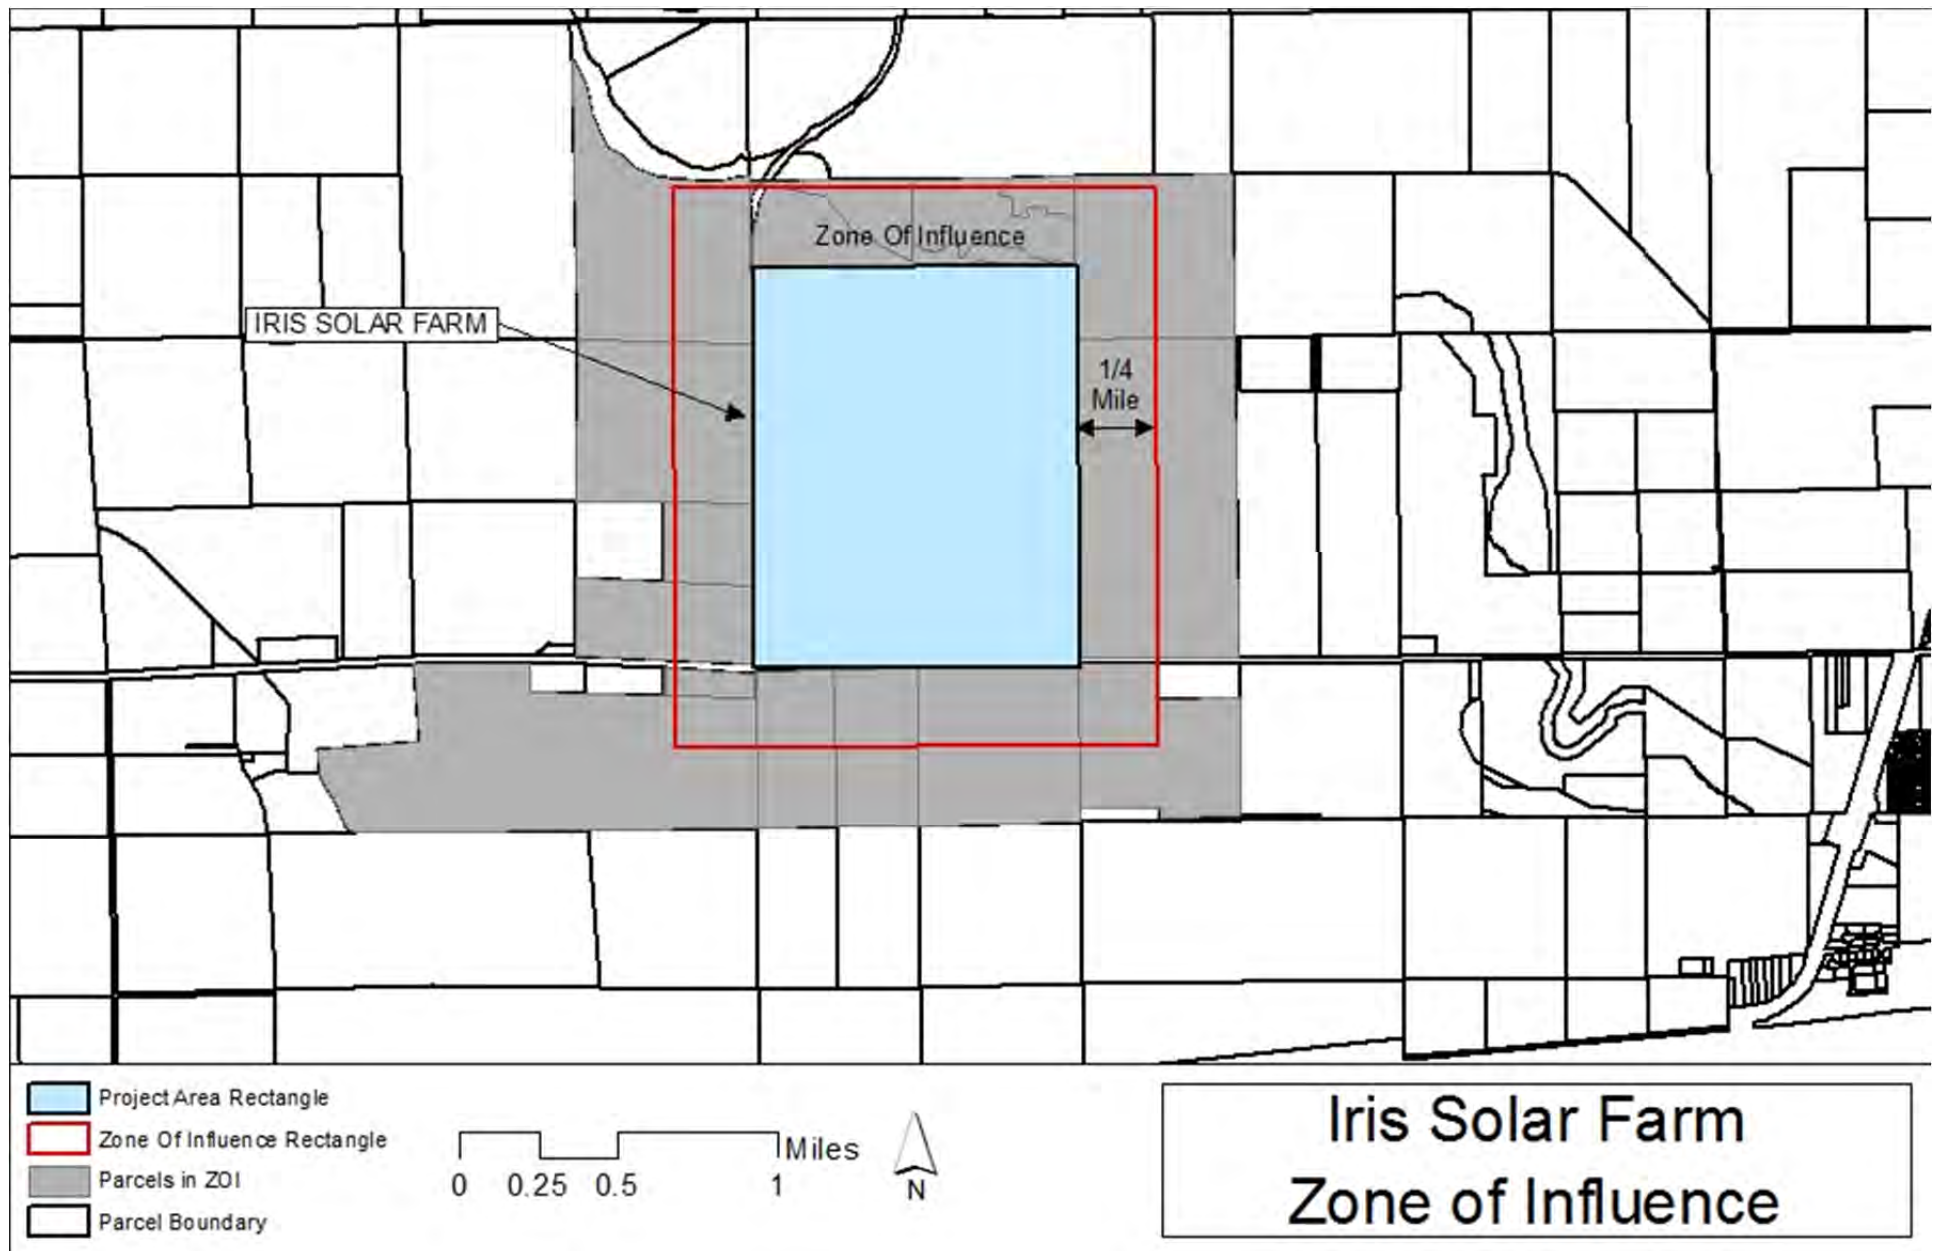 Zone Of Influence
IRIS SOLAR FARM
1/4
Mile
Project Area Rectangle
Zone Of Influence Rectangle
Parcels in ZOI
Parcel Boundary
Miles
0 0.25 0.5 1
N
Iris Solar Farm
Zone of Influence